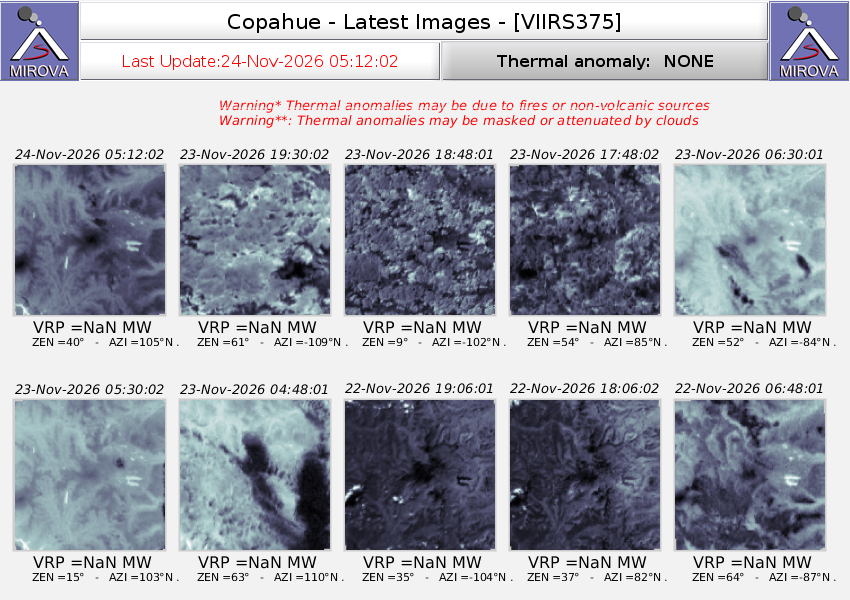 Copahue - Latest Images - [VIIRS375]
MIROVA
Last Update:24-Nov-2026 05:12:02
Thermal anomaly: NONE
MIROVA
Warning* Thermal anomalies may be due to fires or non-volcanic sources
Warning**: Thermal anomalies may be masked or attenuated by clouds
24-Nov-2026 05:12:02 23-Nov-2026 19:30:02 23-Nov-2026 18:48:01 23-Nov-2026 17:48:02 23-Nov-2026 06:30:01
VRP =NaN MW VRP =NaN MW VRP =NaN MW VRP =NaN MW VRP =NaN MW
ZEN =40° - AZI =105°N . ZEN =61° - AZI =-109°N . ZEN =9° - AZI =-102°N . ZEN =54° - AZI =85°N . ZEN =52° - AZI =-84°N .
23-Nov-2026 05:30:02 23-Nov-2026 04:48:01 22-Nov-2026 19:06:01 22-Nov-2026 18:06:02 22-Nov-2026 06:48:01
VRP =NaN MW VRP =NaN MW VRP =NaN MW VRP =NaN MW VRP =NaN MW
ZEN =15° - AZI =103°N . ZEN =63° - AZI =110°N . ZEN =35° - AZI =-104°N . ZEN =37° - AZI =82°N . ZEN =64° - AZI =-87°N .